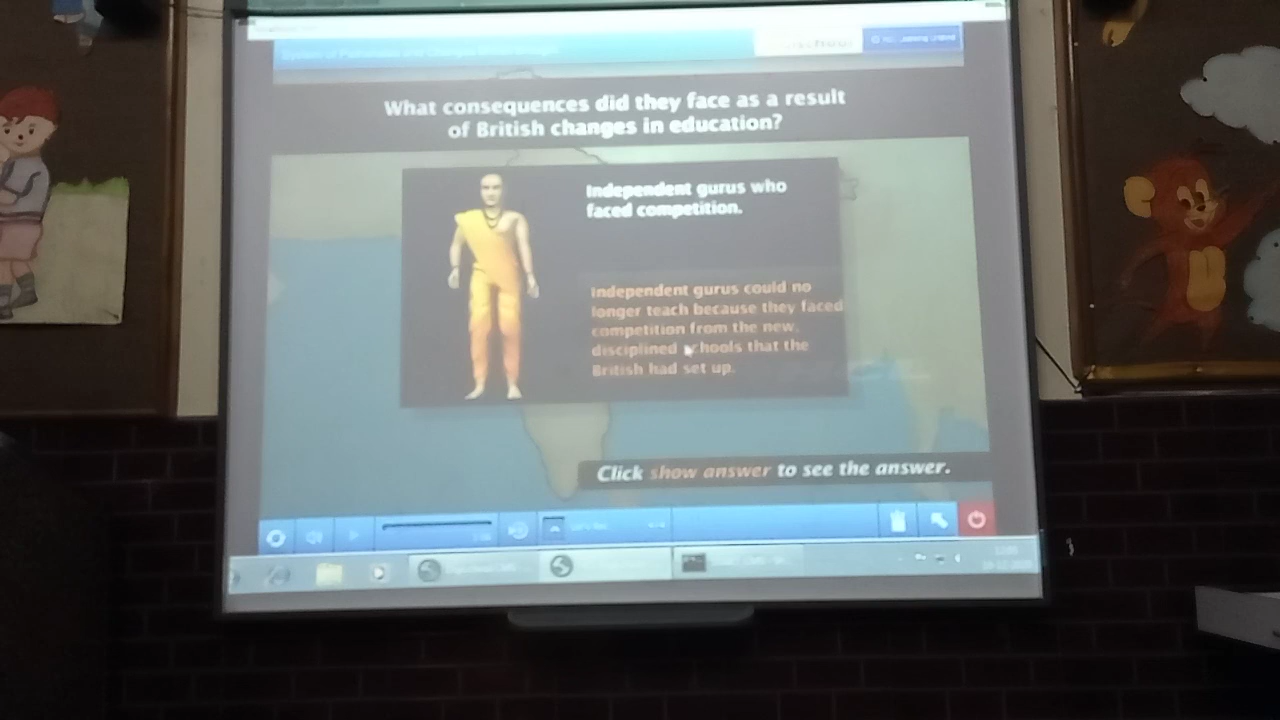 What consequences did they face as a result
of British changes in education?
Independent gurus who
faced competition.
Independent gurus could no
longer teach because they faced
competition from the new,
disciplined schools that the
British had set up.
Click show answer to see the answer.